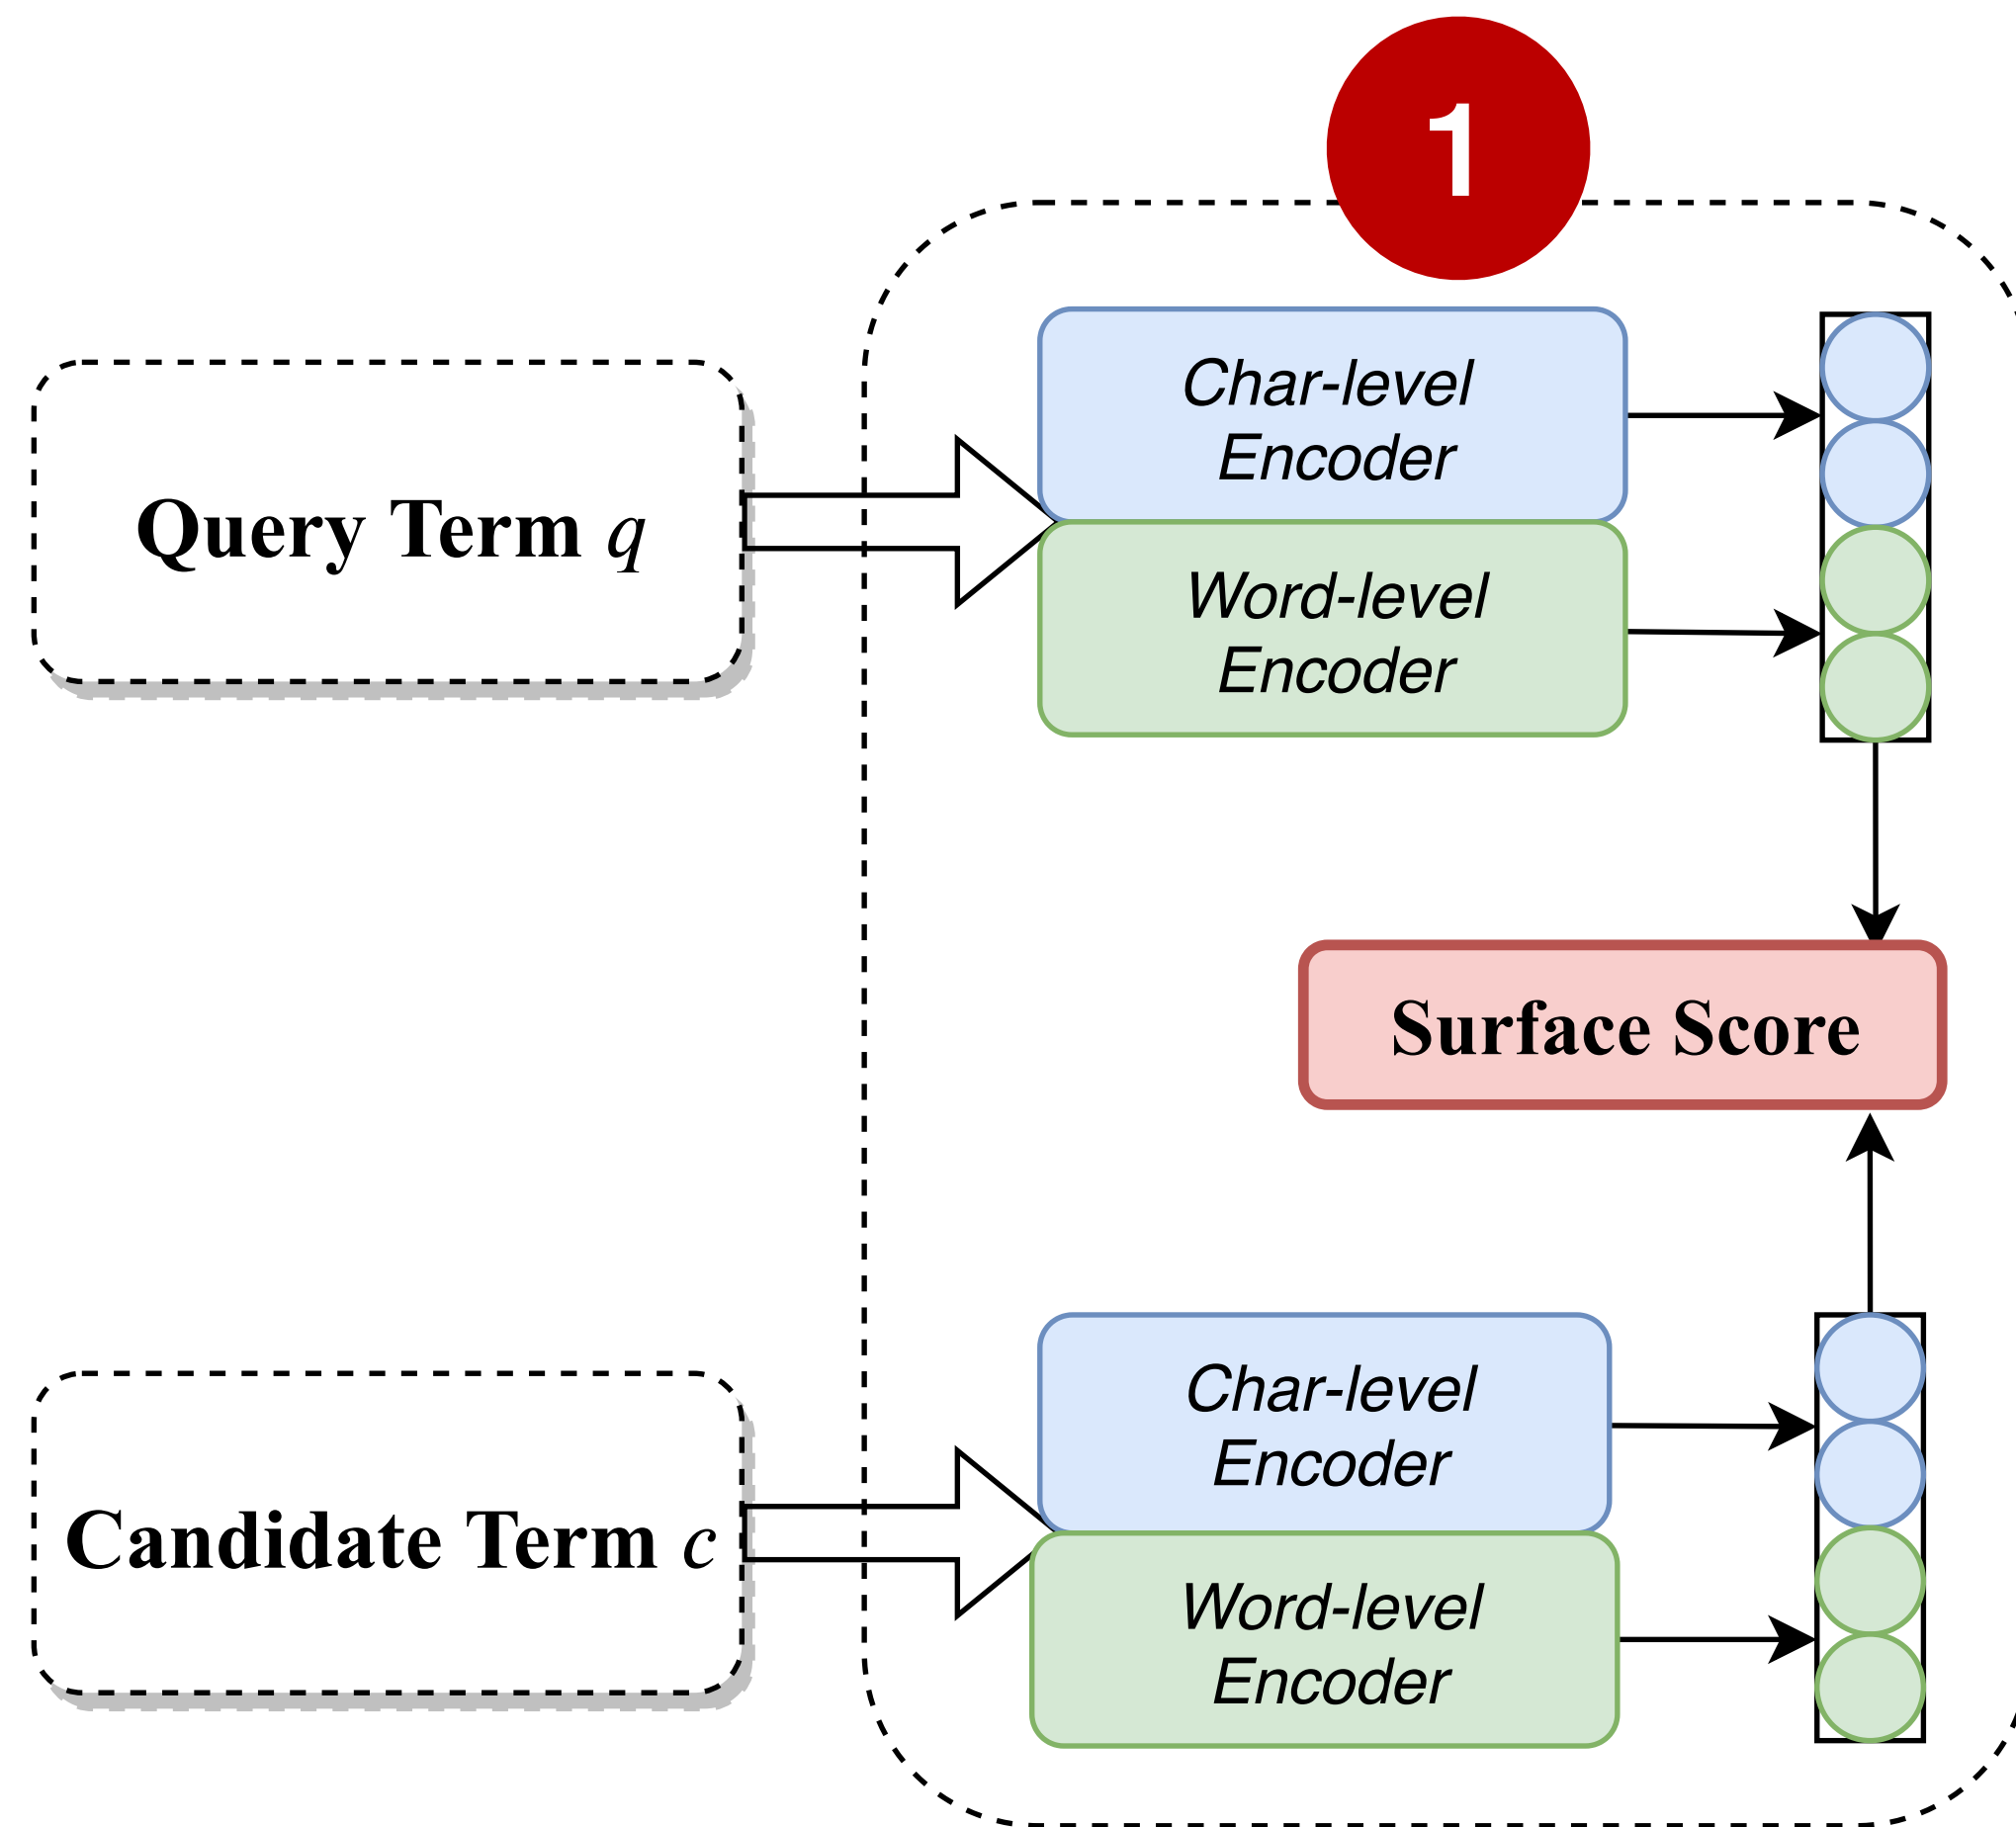 1
Char-level
Encoder
Query Term q
Word-level
Encoder
Surface Score
Char-level
Encoder
Candidate Term c
Word-level
Encoder